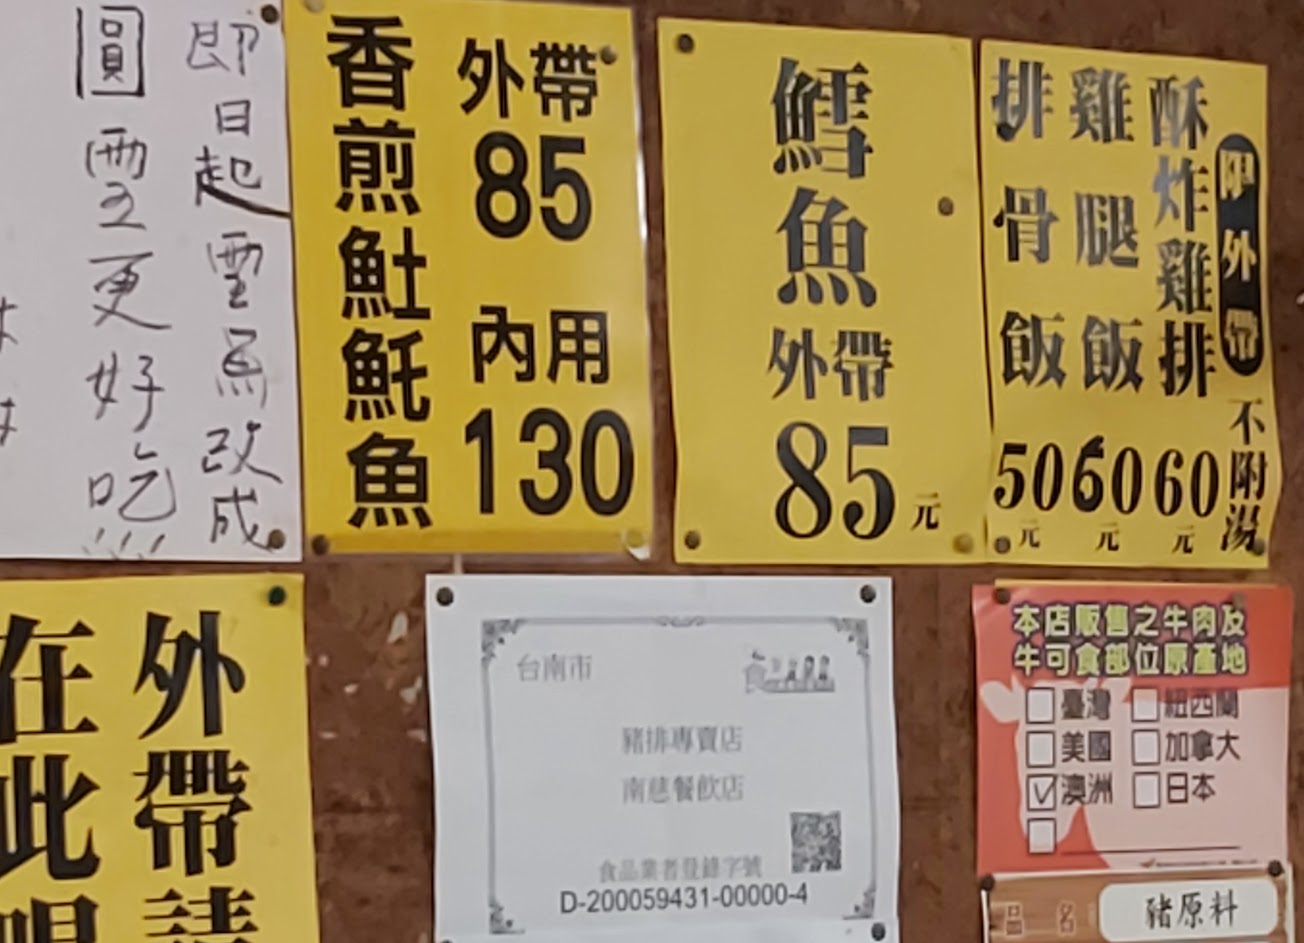 即日起雲魚改成
圓雪更好吃!!!
香煎魠魠魚
外帶
85
內用
130
鱈魚
外帶
85元
限外帶
不附湯
酥炸雞排
60元
雞腿飯
60元
排骨飯
50元
外帶請
在此
台南市
豬排專賣店
南慈餐飲店
食品業者登錄字號
D-200059431-00000-4
本店販售之牛肉及
牛可食部位原產地
臺灣 紐西蘭
美國 加拿大
澳洲 日本
品名
豬原料